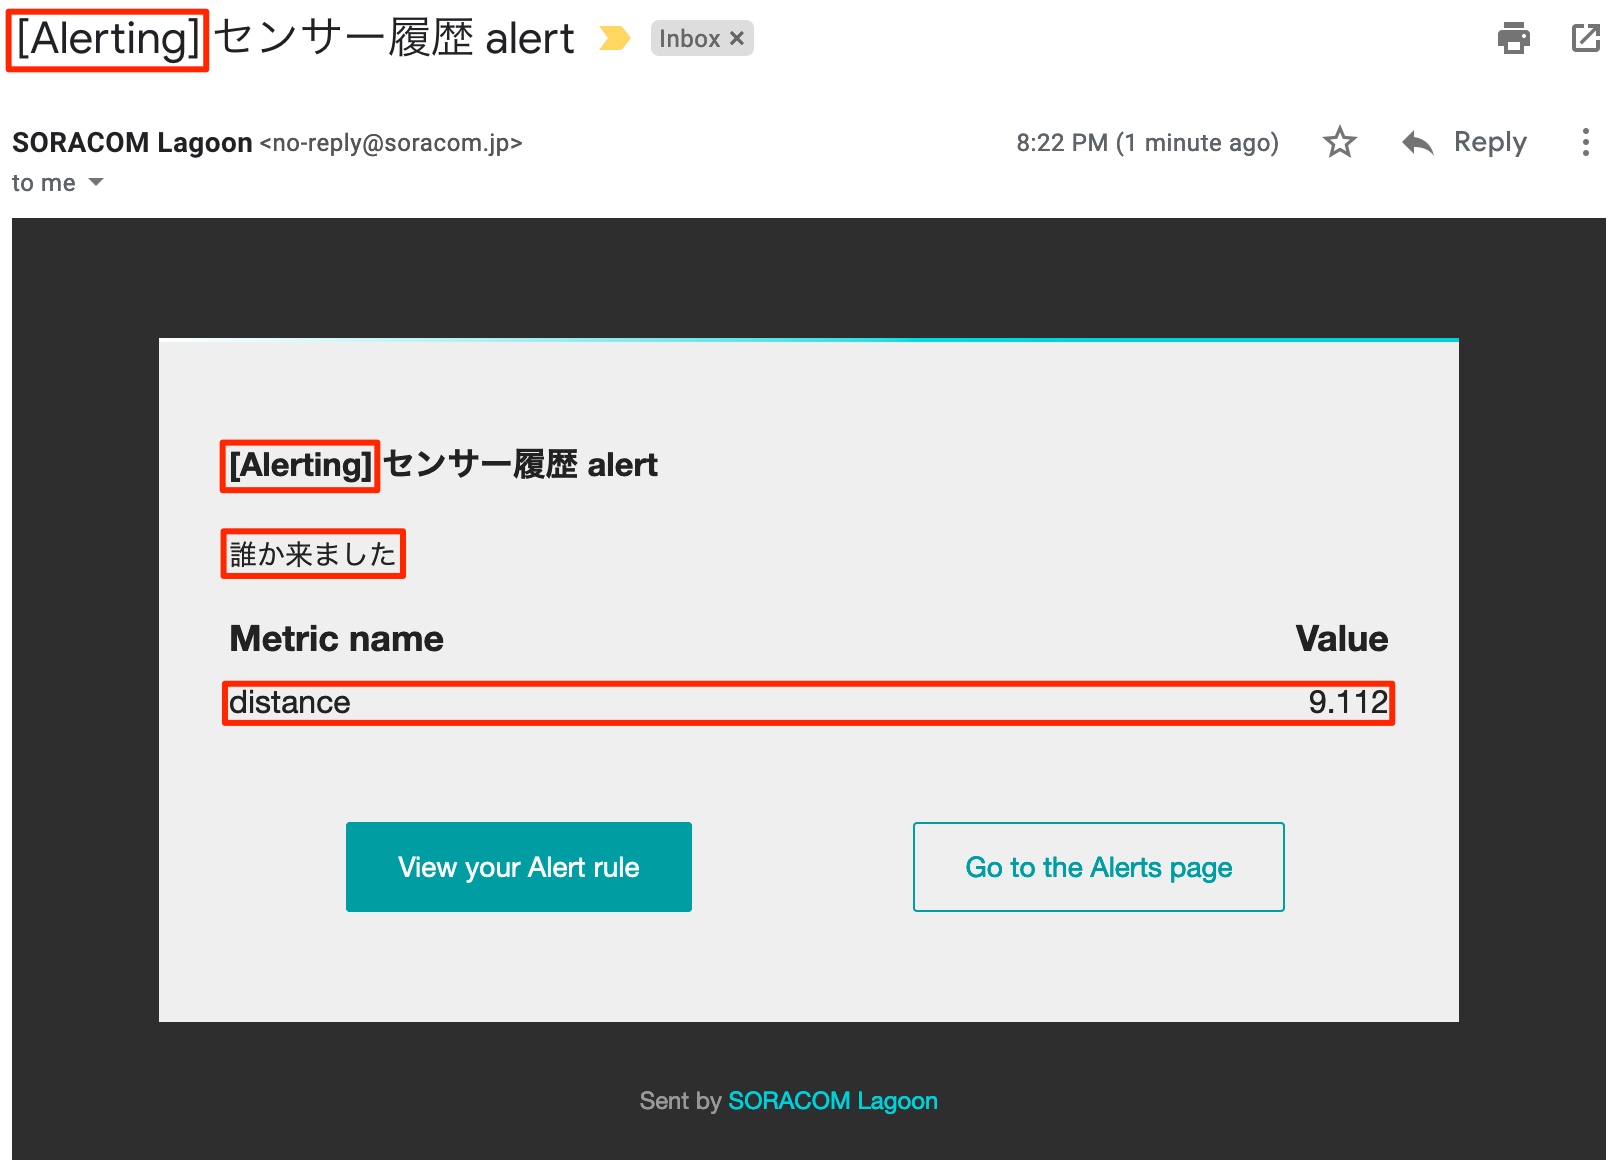 [Alerting] センサー履歴 alert Inbox ×
SORACOM Lagoon <no-reply@soracom.jp> 8:22 PM (1 minute ago) Reply
to me
[Alerting] センサー履歴 alert
誰か来ました
Metric name Value
distance 9.112
View your Alert rule Go to the Alerts page
Sent by SORACOM Lagoon